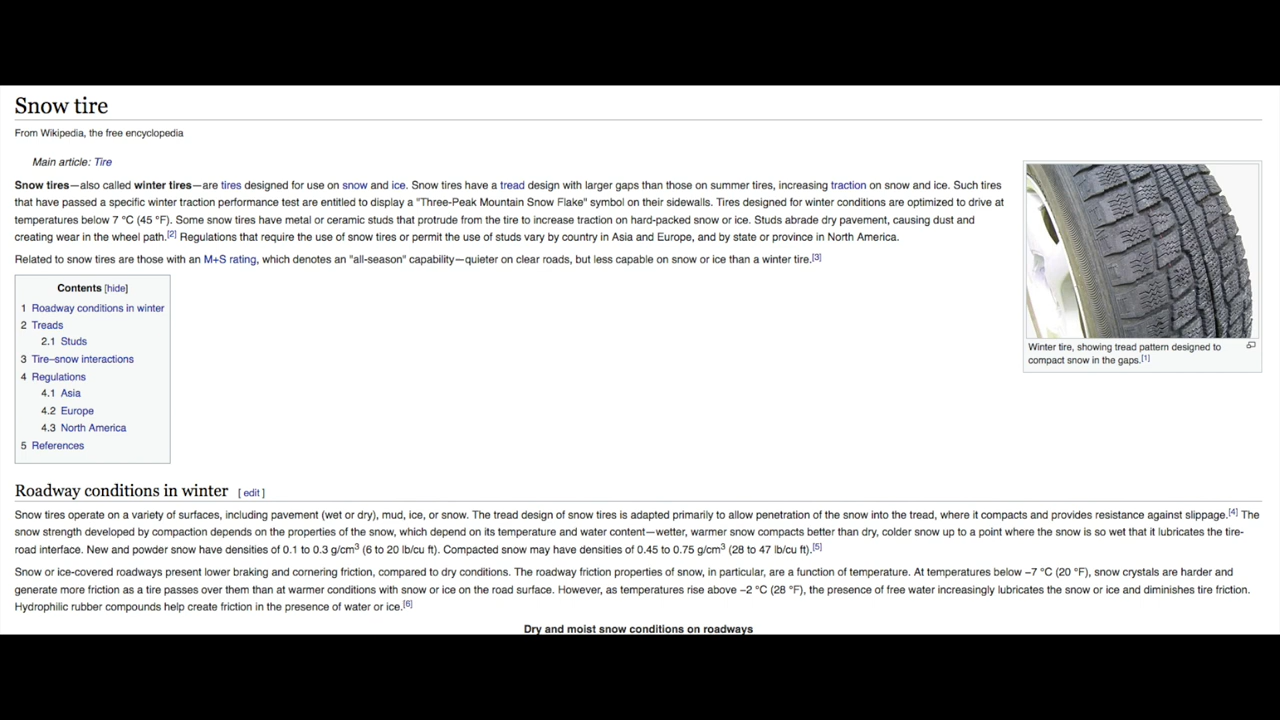 Snow tire
From Wikipedia, the free encyclopedia
Main article: Tire
Snow tires—also called winter tires—are tires designed for use on snow and ice. Snow tires have a tread design with larger gaps than those on summer tires, increasing traction on snow and ice. Such tires
that have passed a specific winter traction performance test are entitled to display a "Three-Peak Mountain Snow Flake" symbol on their sidewalls. Tires designed for winter conditions are optimized to drive at
temperatures below 7 °C (45 °F). Some snow tires have metal or ceramic studs that protrude from the tire to increase traction on hard-packed snow or ice. Studs abrade dry pavement, causing dust and
creating wear in the wheel path.[2] Regulations that require the use of snow tires or permit the use of studs vary by country in Asia and Europe, and by state or province in North America.
Related to snow tires are those with an M+S rating, which denotes an "all-season" capability—quieter on clear roads, but less capable on snow or ice than a winter tire.[3]
Winter tire, showing tread pattern designed to
compact snow in the gaps.[1]
Contents [hide]
1 Roadway conditions in winter
2 Treads
2.1 Studs
3 Tire–snow interactions
4 Regulations
4.1 Asia
4.2 Europe
4.3 North America
5 References
Roadway conditions in winter [ edit ]
Snow tires operate on a variety of surfaces, including pavement (wet or dry), mud, ice, or snow. The tread design of snow tires is adapted primarily to allow penetration of the snow into the tread, where it compacts and provides resistance against slippage.[4] The
snow strength developed by compaction depends on the properties of the snow, which depend on its temperature and water content—wetter, warmer snow compacts better than dry, colder snow up to a point where the snow is so wet that it lubricates the tire-
road interface. New and powder snow have densities of 0.1 to 0.3 g/cm³ (6 to 20 lb/cu ft). Compacted snow may have densities of 0.45 to 0.75 g/cm³ (28 to 47 lb/cu ft).[5]
Snow or ice-covered roadways present lower braking and cornering friction, compared to dry conditions. The roadway friction properties of snow, in particular, are a function of temperature. At temperatures below −7 °C (20 °F), snow crystals are harder and
generate more friction as a tire passes over them than at warmer conditions with snow or ice on the road surface. However, as temperatures rise above −2 °C (28 °F), the presence of free water increasingly lubricates the snow or ice and diminishes tire friction.
Hydrophilic rubber compounds help create friction in the presence of water or ice.[6]
Dry and moist snow conditions on roadways